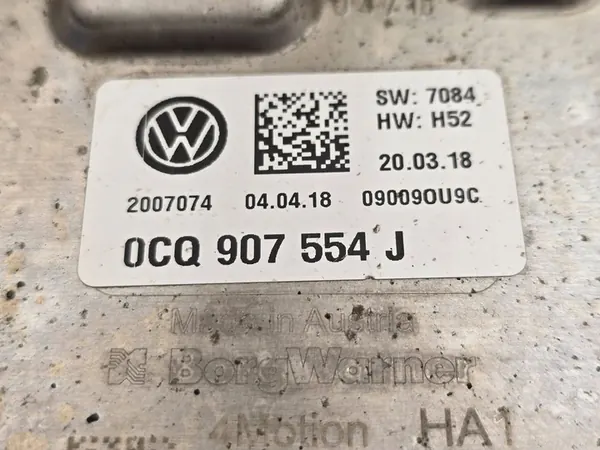 SW: 7084
HW: H52
20.03.18
2007074 04.04.18 09009OU9C
0CQ 907 554 J
Made in Austria
BorgWarner
4Motion HA1